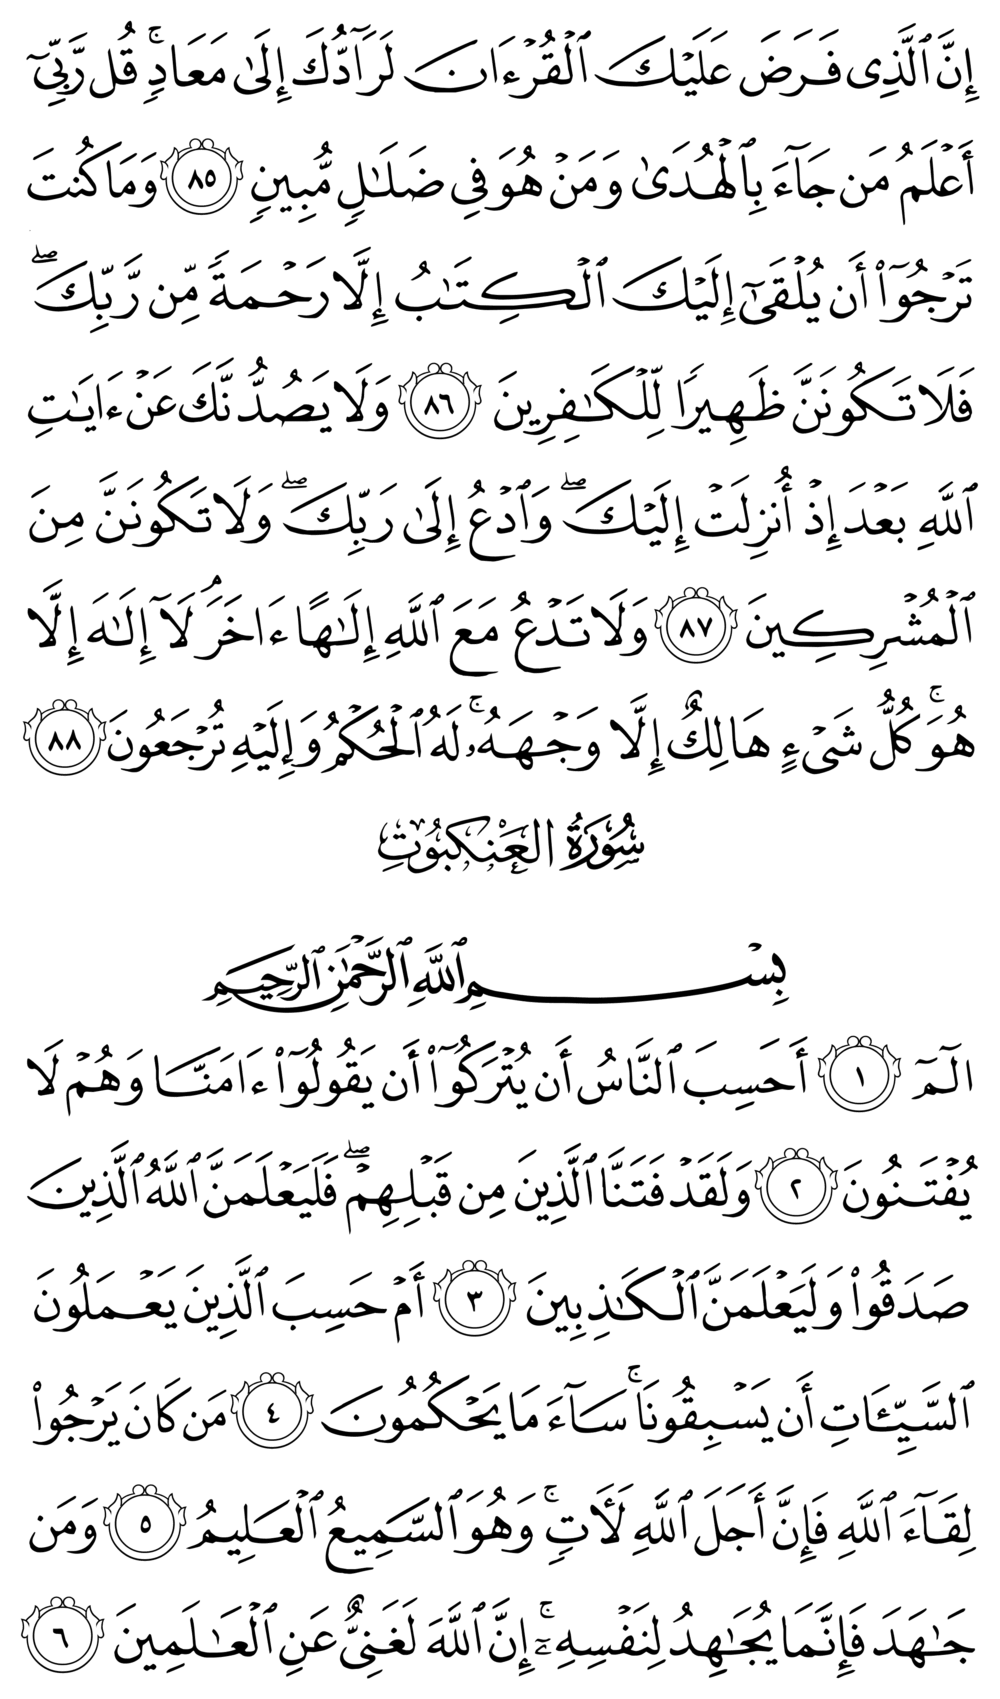 إِنَّ ٱلَّذِى فَرَضَ عَلَيْكَ ٱلْقُرْءَانَ لَرَآدُّكَ إِلَىٰ مَعَادٍۢ ۚ قُل رَّبِّىٓ
أَعْلَمُ مَن جَآءَ بِٱلْهُدَىٰ وَمَنْ هُوَ فِى ضَلَـٰلٍۢ مُّبِينٍۢ ٨٥ وَمَا كُنتَ
تَرْجُوٓا۟ أَن يُلْقَىٰٓ إِلَيْكَ ٱلْكِتَـٰبُ إِلَّا رَحْمَةًۭ مِّن رَّبِّكَ ۖ
فَلَا تَكُونَنَّ ظَهِيرًۭا لِّلْكَـٰفِرِينَ ٨٦ وَلَا يَصُدُّنَّكَ عَنْ ءَايَـٰتِ
ٱللَّهِ بَعْدَ إِذْ أُنزِلَتْ إِلَيْكَ ۖ وَٱدْعُ إِلَىٰ رَبِّكَ ۖ وَلَا تَكُونَنَّ مِنَ
ٱلْمُشْرِكِينَ ٨٧ وَلَا تَدْعُ مَعَ ٱللَّهِ إِلَـٰهًا ءَاخَرَ ۘ لَآ إِلَـٰهَ إِلَّا
هُوَ ۚ كُلُّ شَىْءٍ هَالِكٌ إِلَّا وَجْهَهُۥ ۚ لَهُ ٱلْحُكْمُ وَإِلَيْهِ تُرْجَعُونَ ٨٨
سُورَةُ العَنْكَبُوتِ
بِسْمِ ٱللَّهِ ٱلرَّحْمَـٰنِ ٱلرَّحِيمِ
الٓمٓ ١ أَحَسِبَ ٱلنَّاسُ أَن يُتْرَكُوٓا۟ أَن يَقُولُوٓا۟ ءَامَنَّا وَهُمْ لَا
يُفْتَنُونَ ٢ وَلَقَدْ فَتَنَّا ٱلَّذِينَ مِن قَبْلِهِمْ ۖ فَلَيَعْلَمَنَّ ٱللَّهُ ٱلَّذِينَ
صَدَقُوا۟ وَلَيَعْلَمَنَّ ٱلْكَـٰذِبِينَ ٣ أَمْ حَسِبَ ٱلَّذِينَ يَعْمَلُونَ
ٱلسَّيِّـَٔاتِ أَن يَسْبِقُونَا ۚ سَآءَ مَا يَحْكُمُونَ ٤ مَن كَانَ يَرْجُوا۟
لِقَآءَ ٱللَّهِ فَإِنَّ أَجَلَ ٱللَّهِ لَـَٔاتٍۢ ۚ وَهُوَ ٱلسَّمِيعُ ٱلْعَلِيمُ ٥ وَمَن
جَـٰهَدَ فَإِنَّمَا يُجَـٰهِدُ لِنَفْسِهِۦٓ ۚ إِنَّ ٱللَّهَ لَغَنِىٌّ عَنِ ٱلْعَـٰلَمِينَ ٦